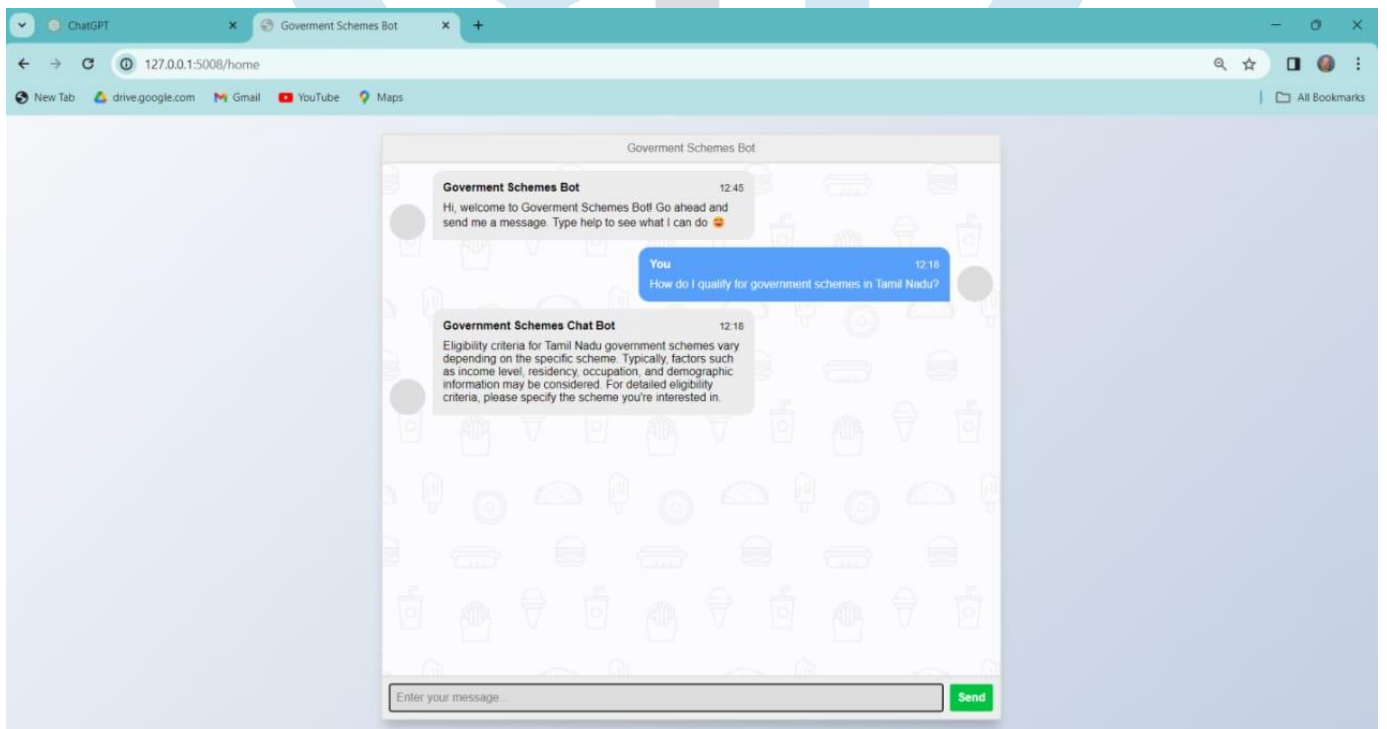 ChatGPT
Goverment Schemes Bot
127.0.0.1:5008/home
New Tab drive.google.com Gmail YouTube Maps All Bookmarks
Goverment Schemes Bot
Goverment Schemes Bot 12:45
Hi, welcome to Goverment Schemes Bot! Go ahead and
send me a message. Type help to see what I can do 😄
You 12:18
How do I qualify for government schemes in Tamil Nadu?
Government Schemes Chat Bot 12:18
Eligibility criteria for Tamil Nadu government schemes vary
depending on the specific scheme. Typically, factors such
as income level, residency, occupation, and demographic
information may be considered. For detailed eligibility
criteria, please specify the scheme you're interested in.
Enter your message...
Send